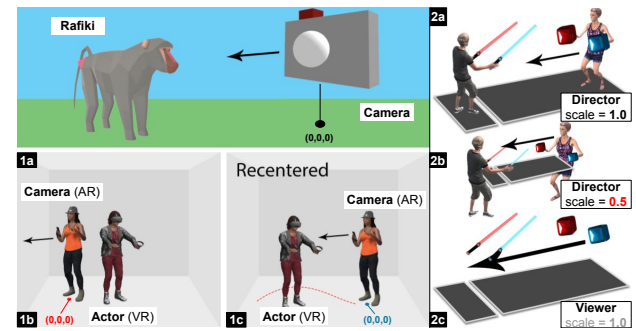 Rafiki
Camera
(0,0,0)
1a
Recentered
Camera (AR)
Camera (AR)
1b
(0,0,0)
Actor (VR)
1c
Actor (VR)
(0,0,0)
2a
Director
scale = 1.0
2b
Director
scale = 0.5
2c
Viewer
scale = 1.0